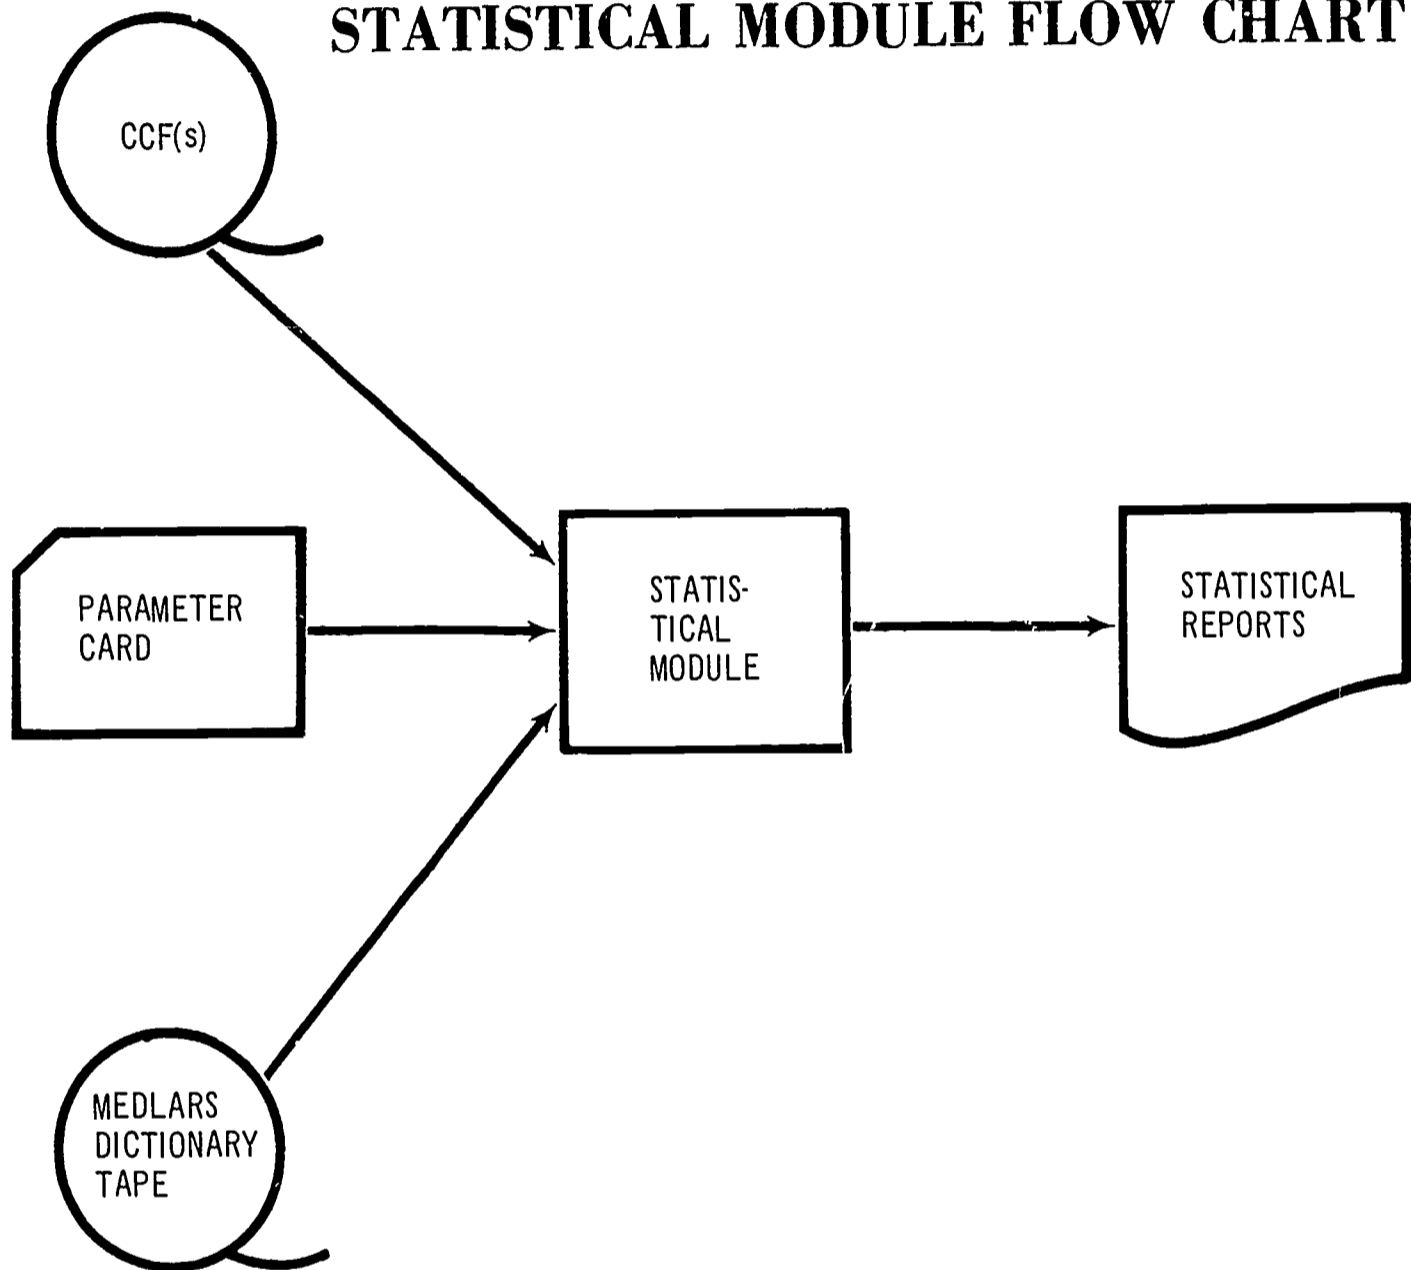 STATISTICAL MODULE FLOW CHART
CCF(s)
PARAMETER
CARD
STATIS-
TICAL
MODULE
STATISTICAL
REPORTS
MEDLARS
DICTIONARY
TAPE